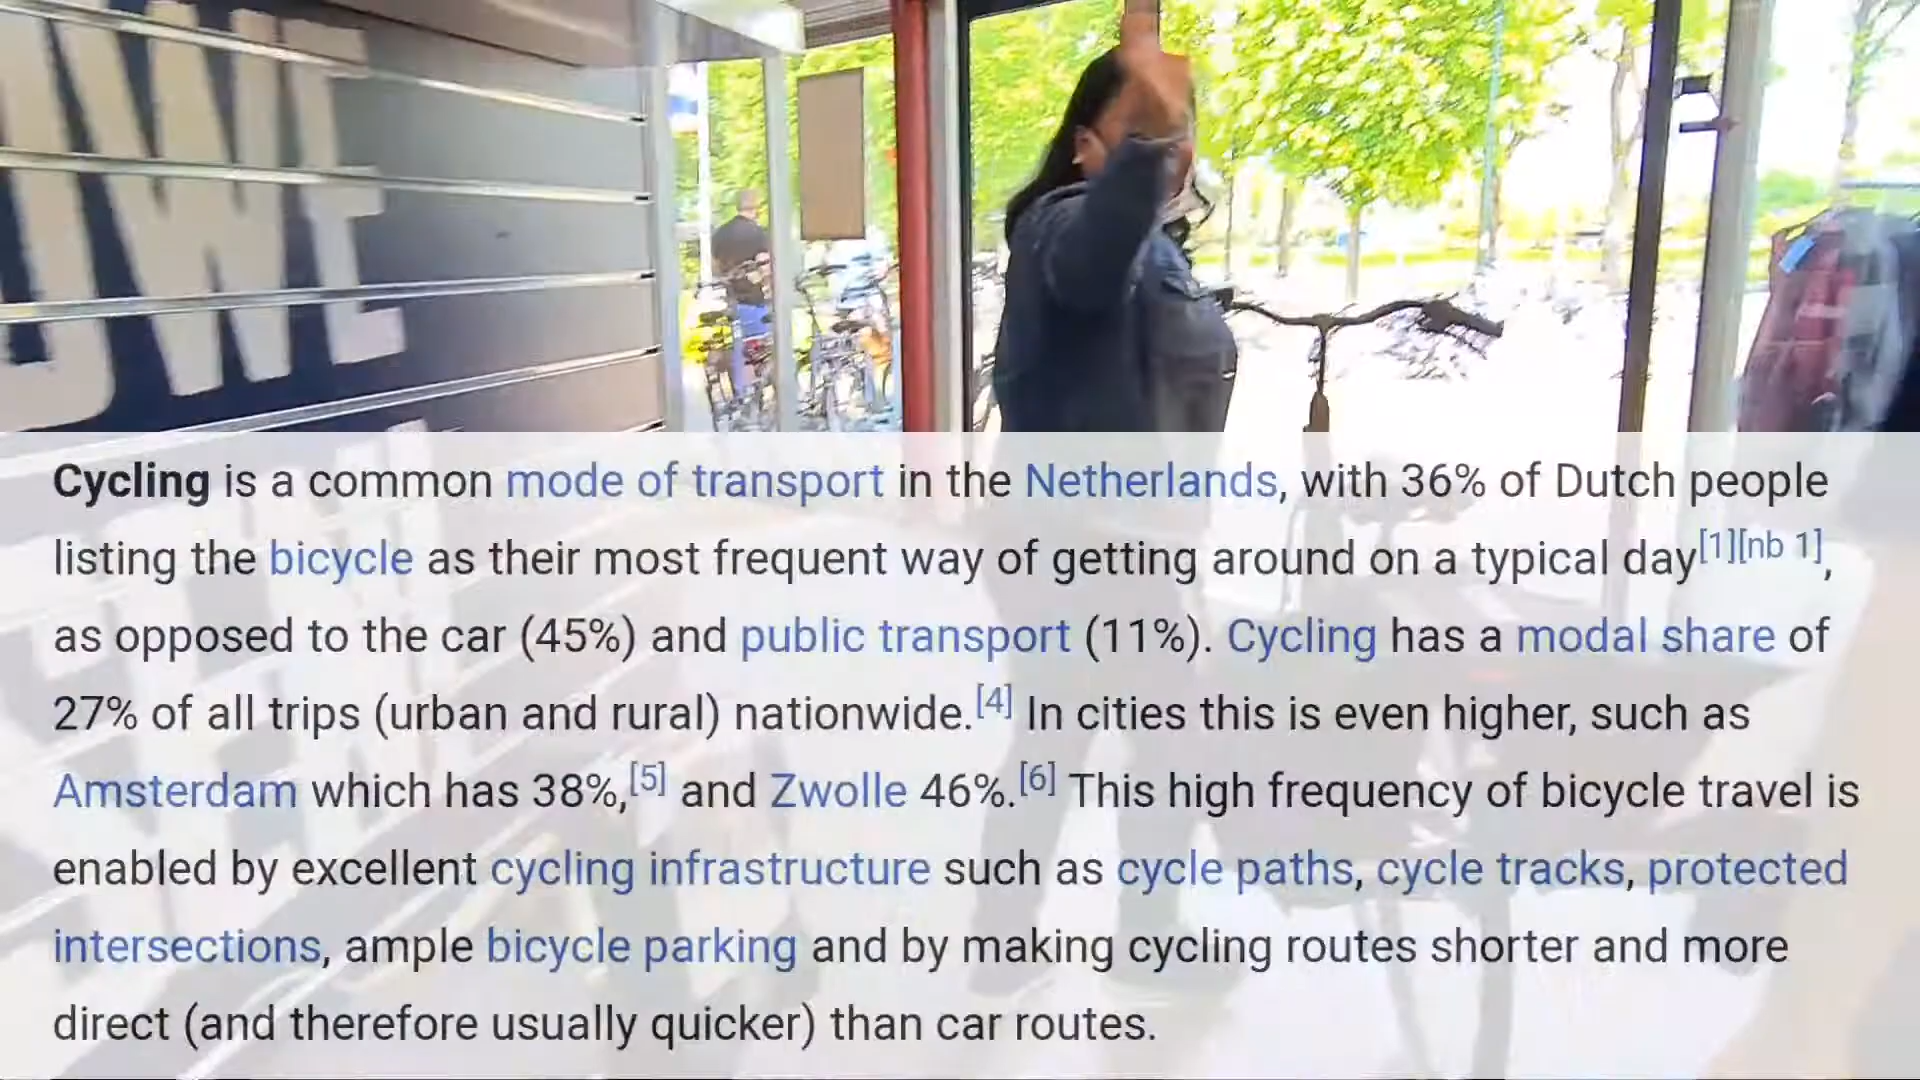 UWE
Cycling is a common mode of transport in the Netherlands, with 36% of Dutch people
listing the bicycle as their most frequent way of getting around on a typical day[1][nb 1],
as opposed to the car (45%) and public transport (11%). Cycling has a modal share of
27% of all trips (urban and rural) nationwide.[4] In cities this is even higher, such as
Amsterdam which has 38%,[5] and Zwolle 46%.[6] This high frequency of bicycle travel is
enabled by excellent cycling infrastructure such as cycle paths, cycle tracks, protected
intersections, ample bicycle parking and by making cycling routes shorter and more
direct (and therefore usually quicker) than car routes.